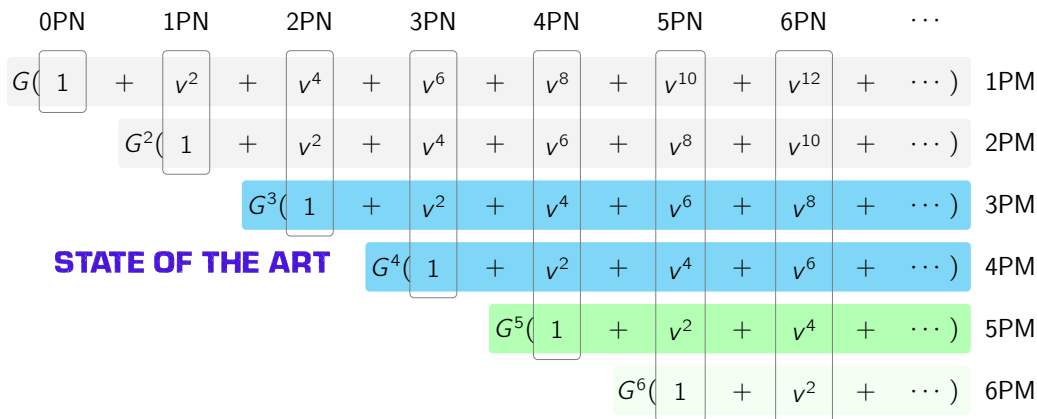 0PN 1PN 2PN 3PN 4PN 5PN 6PN ⋯
G( 1 + v² + v⁴ + v⁶ + v⁸ + v¹⁰ + v¹² + ⋯ ) 1PM
G²( 1 + v² + v⁴ + v⁶ + v⁸ + v¹⁰ + ⋯ ) 2PM
G³( 1 + v² + v⁴ + v⁶ + v⁸ + ⋯ ) 3PM
STATE OF THE ART G⁴( 1 + v² + v⁴ + v⁶ + ⋯ ) 4PM
G⁵( 1 + v² + v⁴ + ⋯ ) 5PM
G⁶( 1 + v² + ⋯ ) 6PM